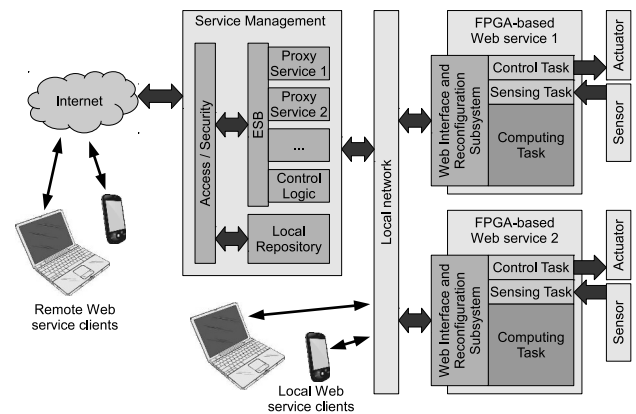 Service Management
Internet
Access / Security
ESB
Proxy
Service 1
Proxy
Service 2
...
Control
Logic
Local
Repository
Remote Web
service clients
Local Web
service clients
Local network
FPGA-based
Web service 1
Web Interface and
Reconfiguration
Subsystem
Control Task
Sensing Task
Computing
Task
Actuator
Sensor
FPGA-based
Web service 2
Web Interface and
Reconfiguration
Subsystem
Control Task
Sensing Task
Computing
Task
Actuator
Sensor